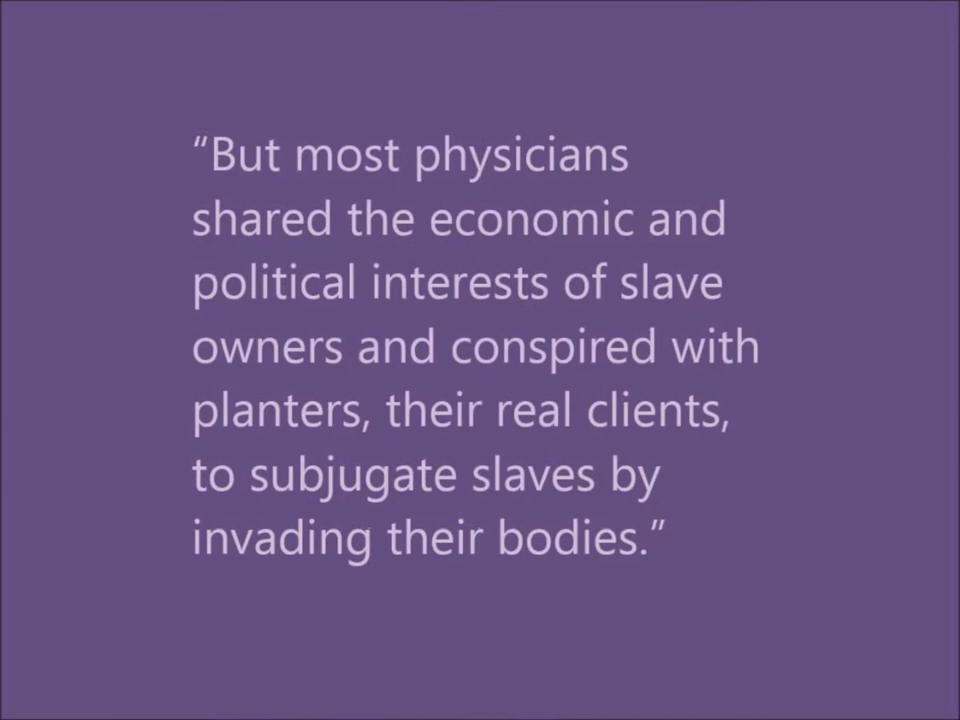 “But most physicians
shared the economic and
political interests of slave
owners and conspired with
planters, their real clients,
to subjugate slaves by
invading their bodies.”